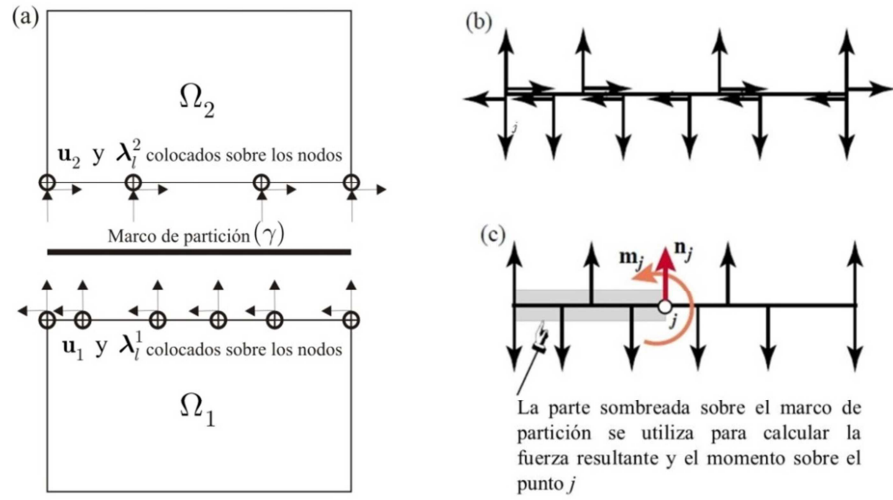 (a)
Ω₂
u₂ y λₗ² colocados sobre los nodos
Marco de partición (γ)
u₁ y λₗ¹ colocados sobre los nodos
Ω₁
(b)
j
(c)
mⱼ nⱼ
j
La parte sombreada sobre el marco de
partición se utiliza para calcular la
fuerza resultante y el momento sobre el
punto j